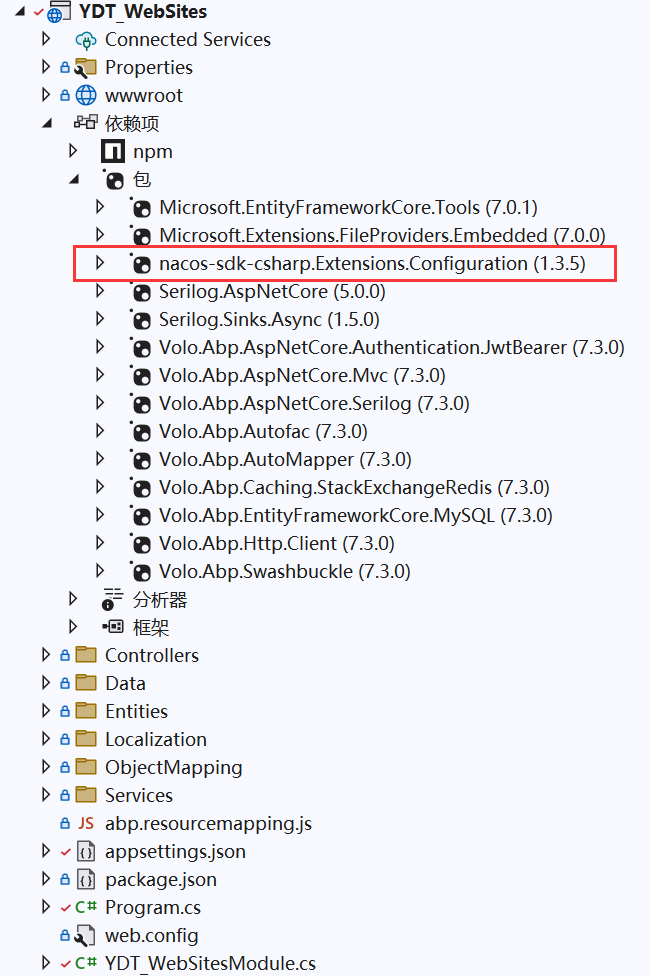 YDT_WebSites
Connected Services
Properties
wwwroot
依赖项
npm
包
Microsoft.EntityFrameworkCore.Tools (7.0.1)
Microsoft.Extensions.FileProviders.Embedded (7.0.0)
nacos-sdk-csharp.Extensions.Configuration (1.3.5)
Serilog.AspNetCore (5.0.0)
Serilog.Sinks.Async (1.5.0)
Volo.Abp.AspNetCore.Authentication.JwtBearer (7.3.0)
Volo.Abp.AspNetCore.Mvc (7.3.0)
Volo.Abp.AspNetCore.Serilog (7.3.0)
Volo.Abp.Autofac (7.3.0)
Volo.Abp.AutoMapper (7.3.0)
Volo.Abp.Caching.StackExchangeRedis (7.3.0)
Volo.Abp.EntityFrameworkCore.MySQL (7.3.0)
Volo.Abp.Http.Client (7.3.0)
Volo.Abp.Swashbuckle (7.3.0)
分析器
框架
Controllers
Data
Entities
Localization
ObjectMapping
Services
JS abp.resourcemapping.js
appsettings.json
package.json
C# Program.cs
web.config
C# YDT_WebSitesModule.cs